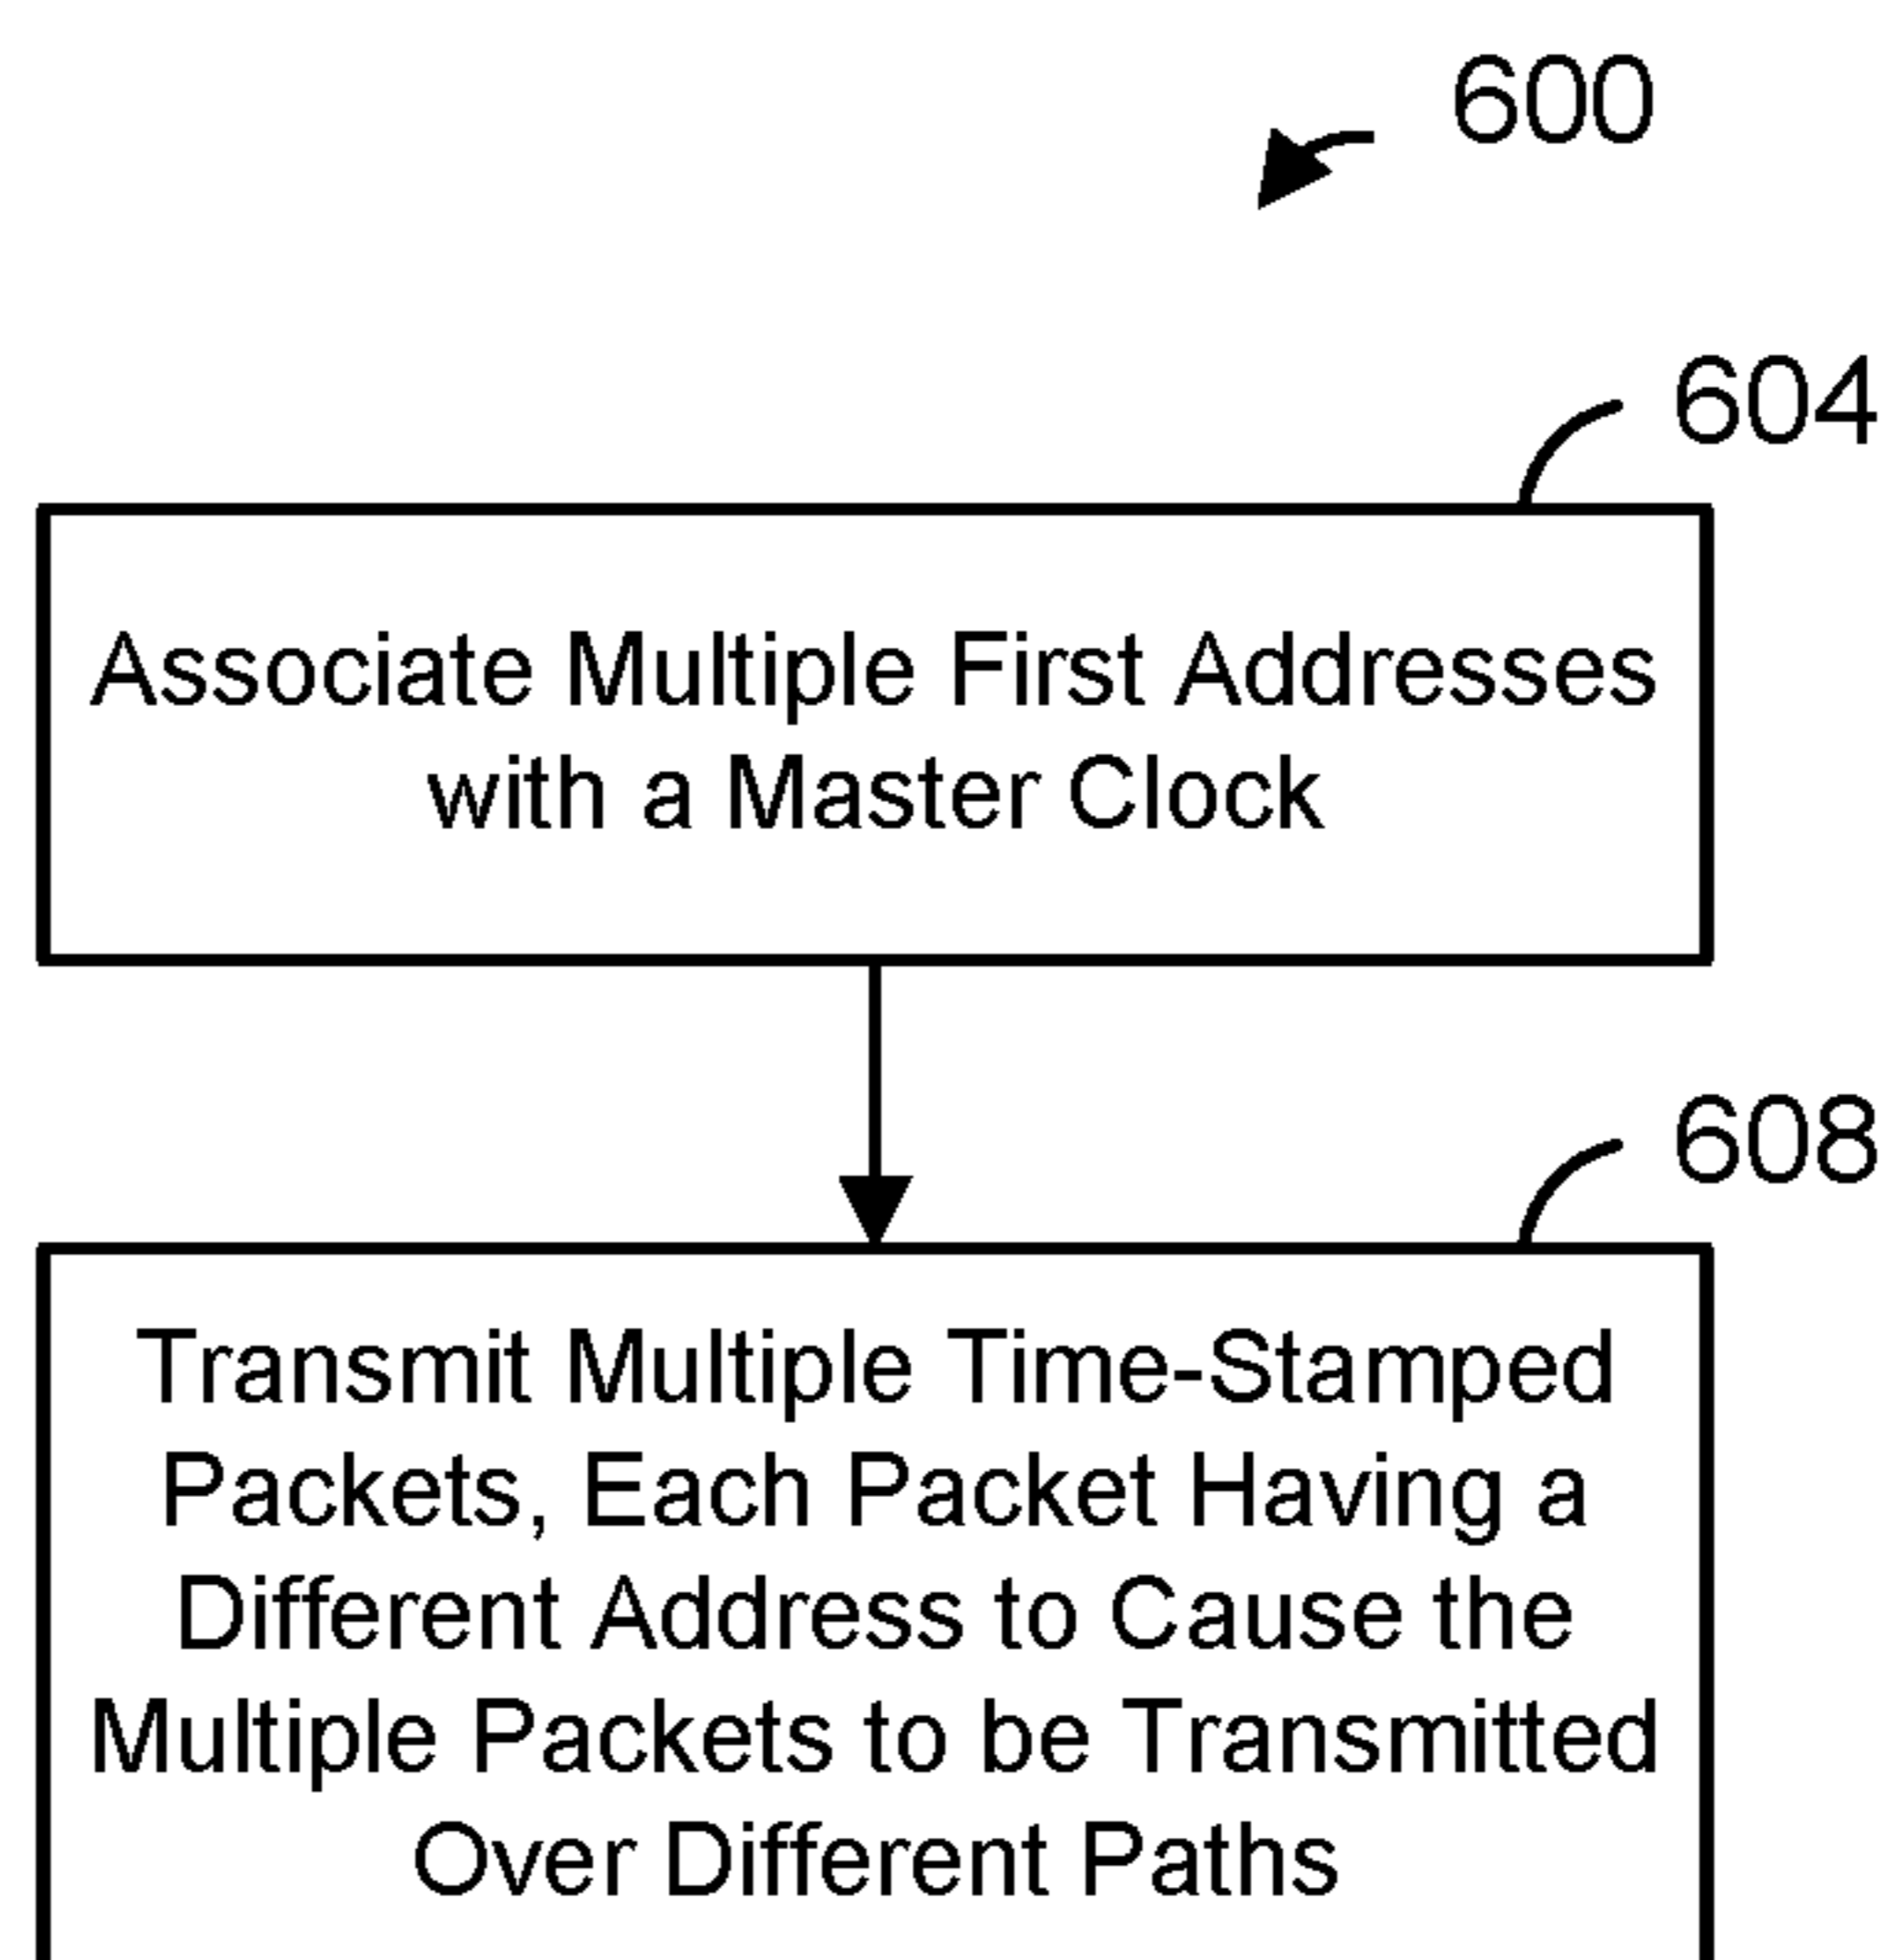 600
604
Associate Multiple First Addresses
with a Master Clock
608
Transmit Multiple Time-Stamped
Packets, Each Packet Having a
Different Address to Cause the
Multiple Packets to be Transmitted
Over Different Paths